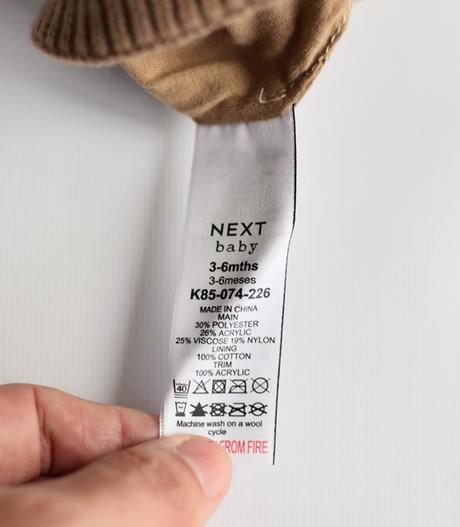 NEXT
baby
3-6mths
3-6meses
K85-074-226
MADE IN CHINA
MAIN
30% POLYESTER
26% ACRYLIC
25% VISCOSE 19% NYLON
LINING
100% COTTON
TRIM
100% ACRYLIC
40
Machine wash on a wool
cycle
FROM FIRE